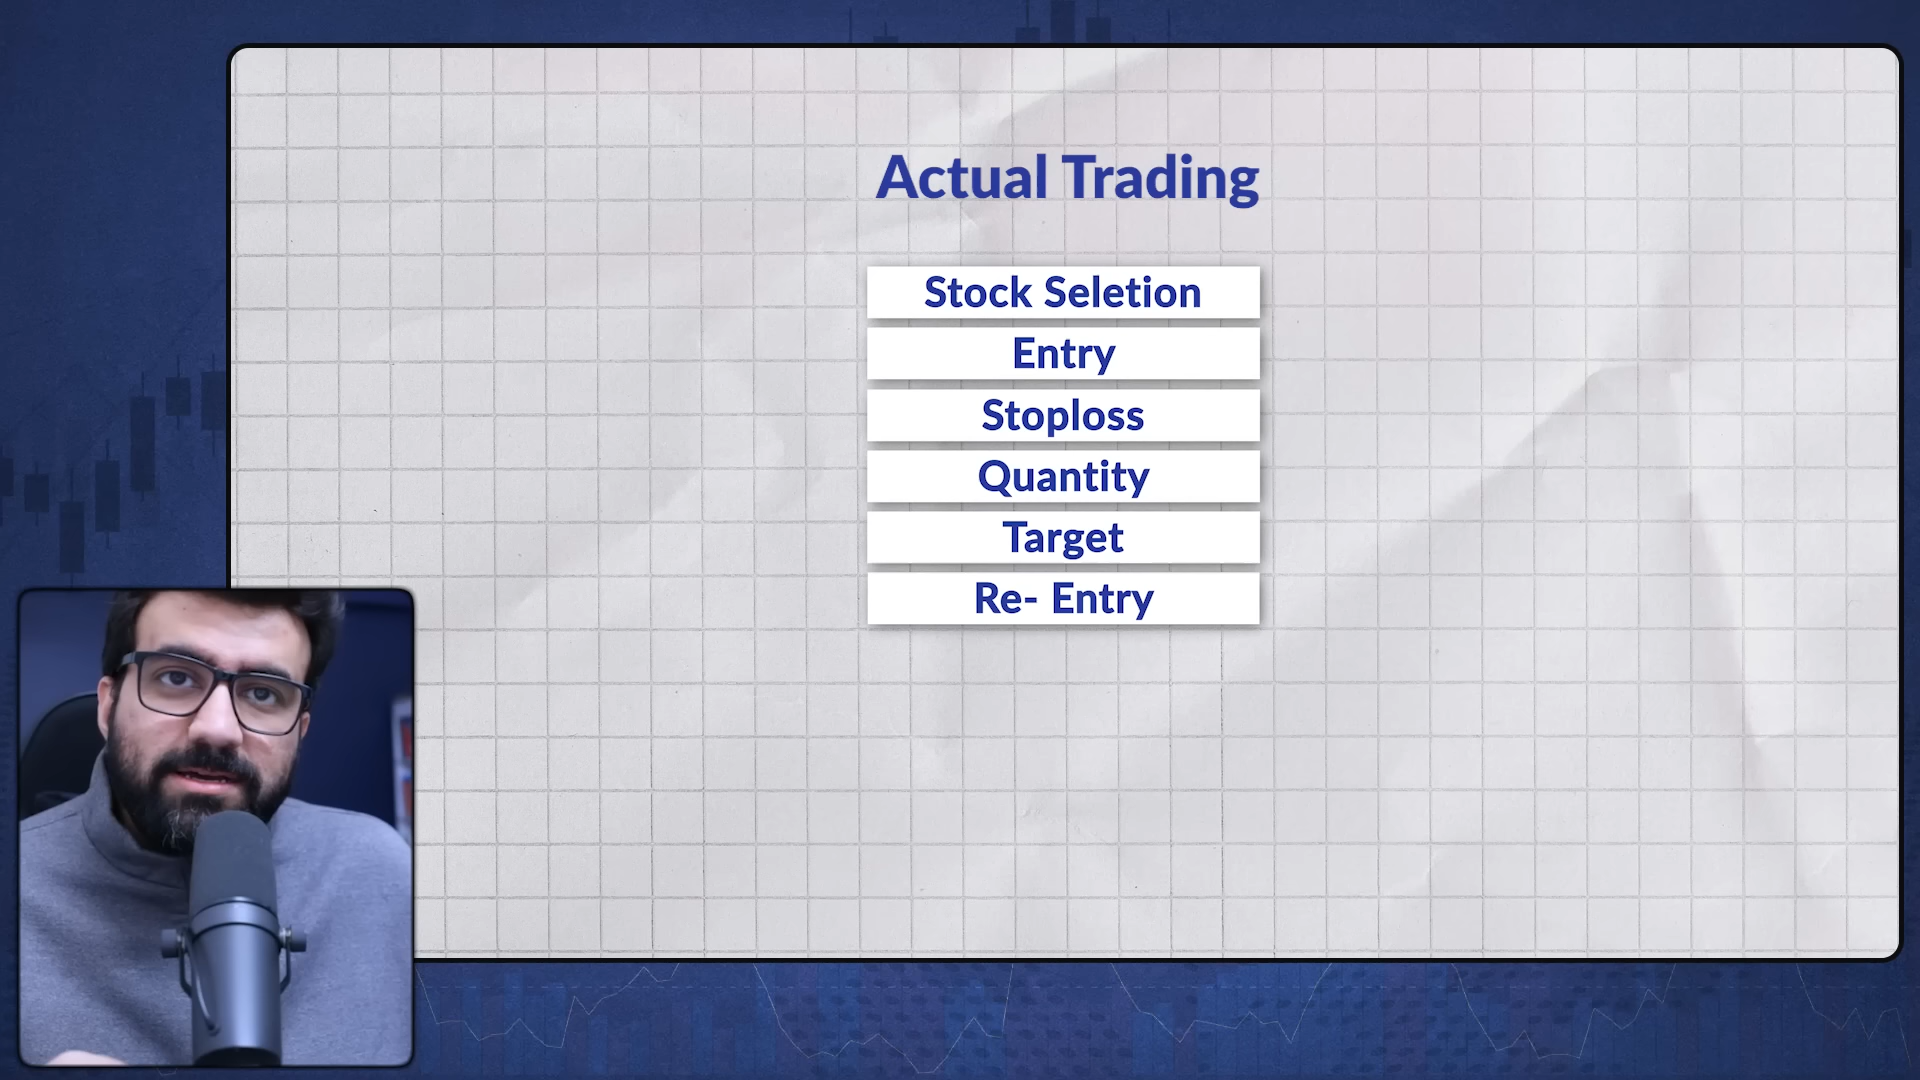 Actual Trading
Stock Seletion
Entry
Stoploss
Quantity
Target
Re- Entry